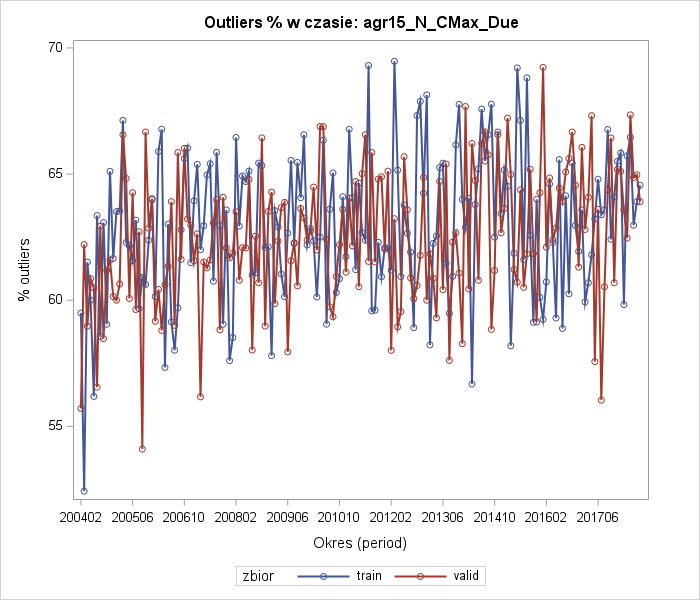 Outliers % w czasie: agr15_N_CMax_Due
70
65
60
55
% outliers
200402 200506 200610 200802 200906 201010 201202 201306 201410 201602 201706
Okres (period)
zbior train valid